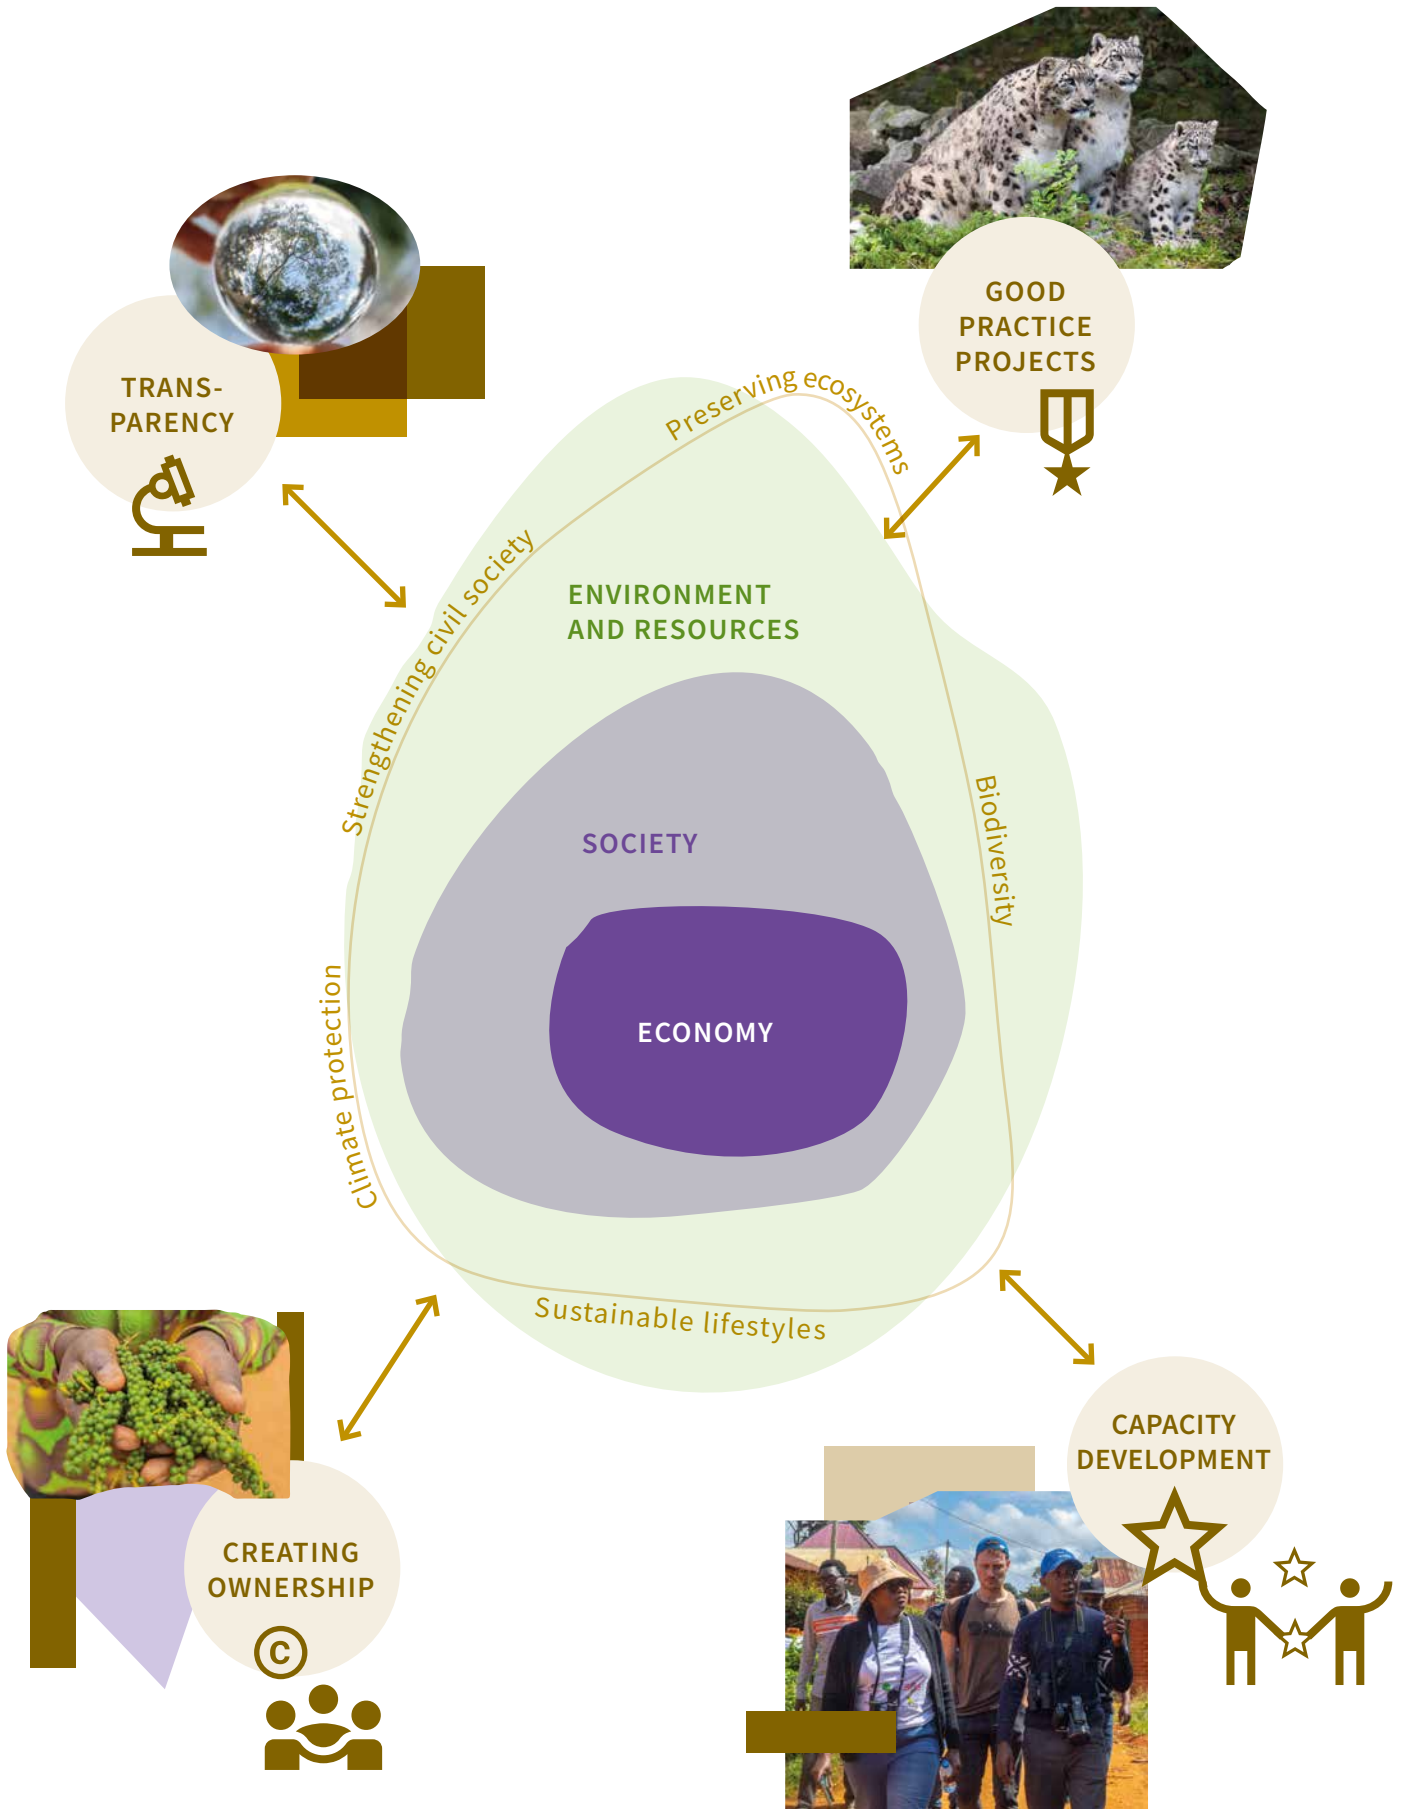 GOOD
PRACTICE
PROJECTS
TRANS-
PARENCY
Preserving ecosystems
Strengthening civil society
ENVIRONMENT
AND RESOURCES
Biodiversity
SOCIETY
Climate protection
ECONOMY
Sustainable lifestyles
CAPACITY
DEVELOPMENT
CREATING
OWNERSHIP
C